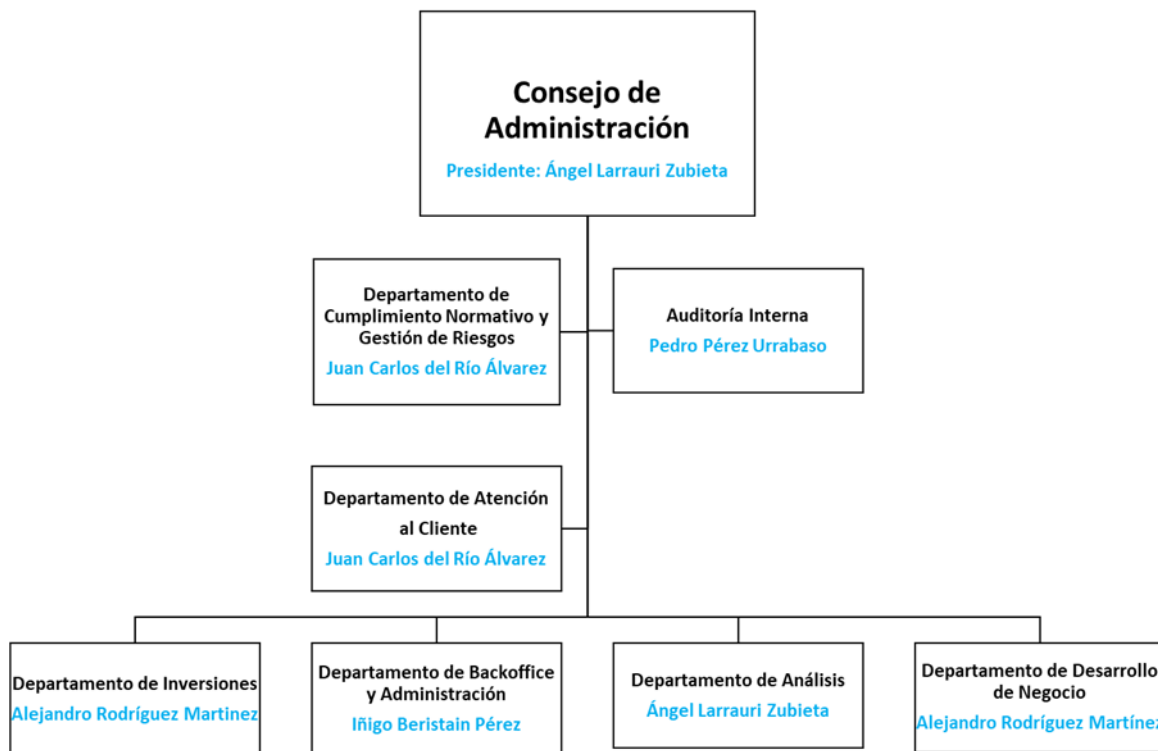 Consejo de
Administración
Presidente: Ángel Larrauri Zubieta
Departamento de
Cumplimiento Normativo y
Gestión de Riesgos
Juan Carlos del Río Álvarez
Auditoría Interna
Pedro Pérez Urrabaso
Departamento de Atención
al Cliente
Juan Carlos del Río Álvarez
Departamento de Inversiones
Alejandro Rodríguez Martinez
Departamento de Backoffice
y Administración
Iñigo Beristain Pérez
Departamento de Análisis
Ángel Larrauri Zubieta
Departamento de Desarrollo
de Negocio
Alejandro Rodríguez Martínez